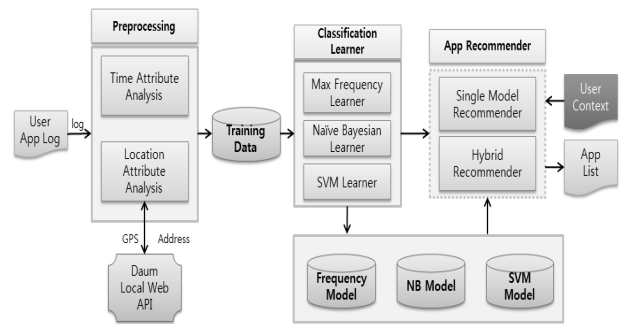 Preprocessing
Time Attribute
Analysis
Location
Attribute
Analysis
User
App Log
log
GPS
Address
Daum
Local Web
API
Training
Data
Classification
Learner
Max Frequency
Learner
Naïve Bayesian
Learner
SVM Learner
App Recommender
Single Model
Recommender
Hybrid
Recommender
User
Context
App
List
Frequency
Model
NB Model
SVM
Model